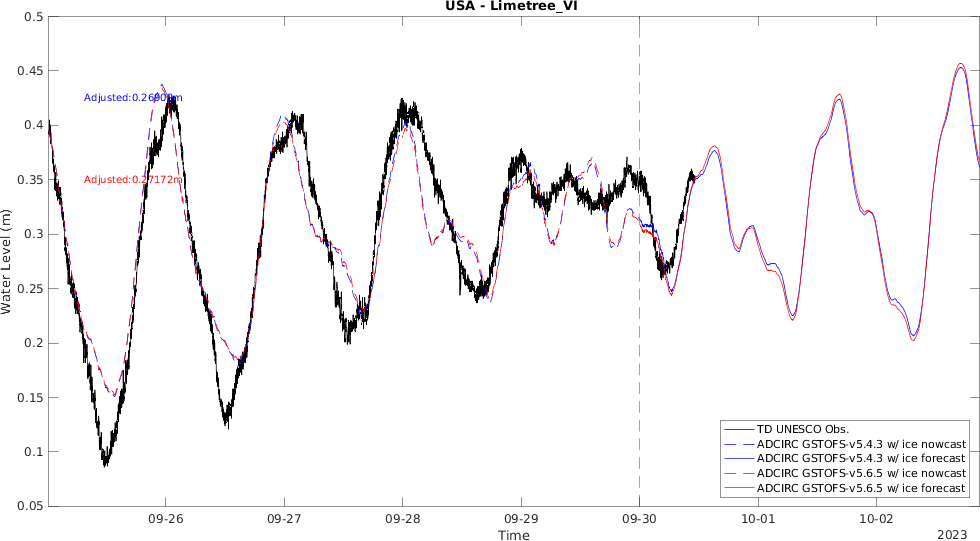 USA - Limetree_VI
0.5
0.45
0.4
0.35
0.3
0.25
0.2
0.15
0.1
0.05
Water Level (m)
Adjusted:0.27172m
09-26
09-27
09-28
09-29
09-30
10-01
10-02
Time
2023
TD UNESCO Obs.
ADCIRC GSTOFS-v5.4.3 w/ ice nowcast
ADCIRC GSTOFS-v5.4.3 w/ ice forecast
ADCIRC GSTOFS-v5.6.5 w/ ice nowcast
ADCIRC GSTOFS-v5.6.5 w/ ice forecast